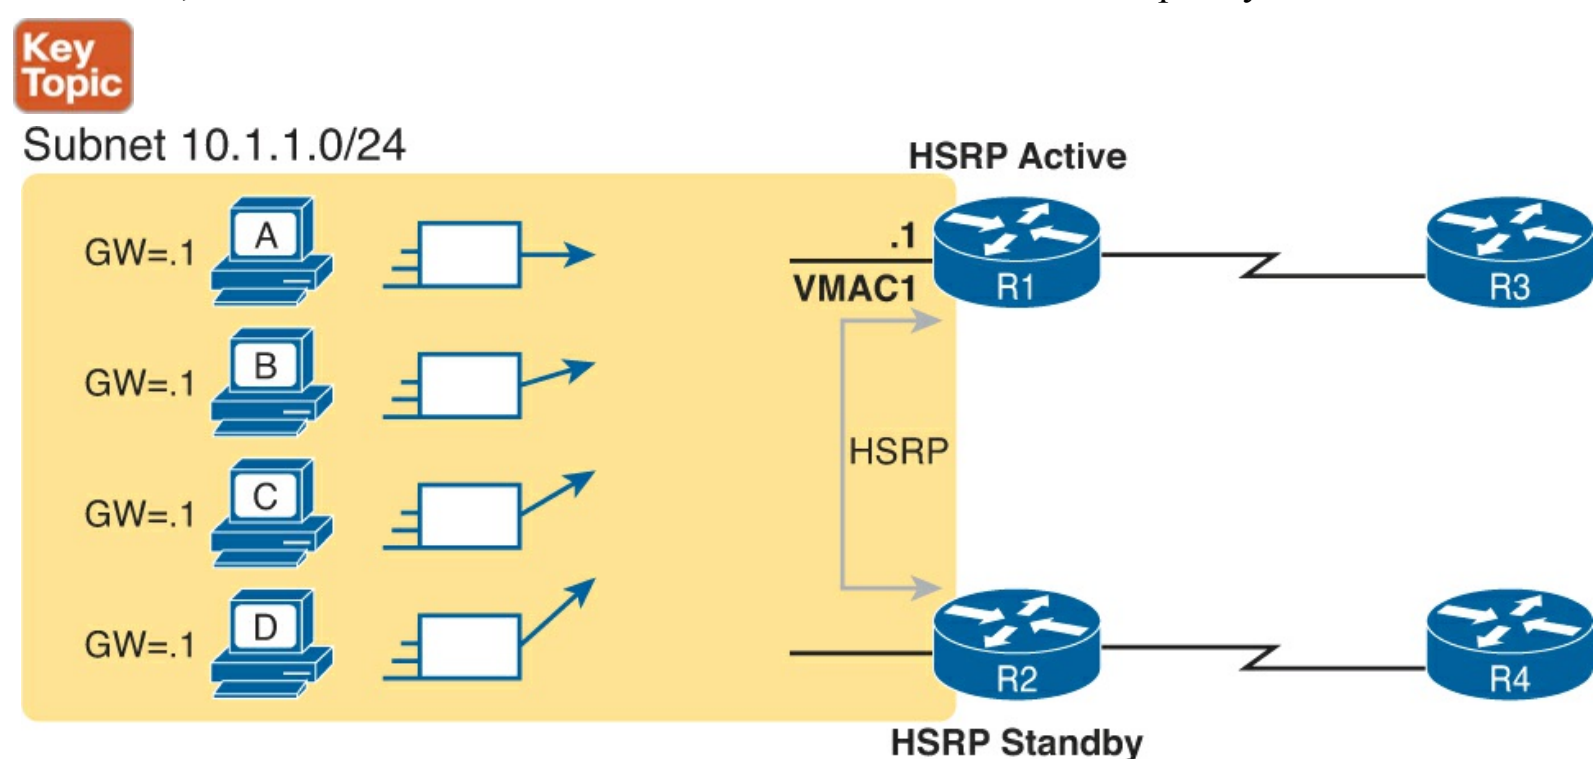 Key
Topic
Subnet 10.1.1.0/24
HSRP Active
GW=.1
A
.1
VMAC1
R1
R3
GW=.1
B
GW=.1
C
HSRP
GW=.1
D
R2
R4
HSRP Standby